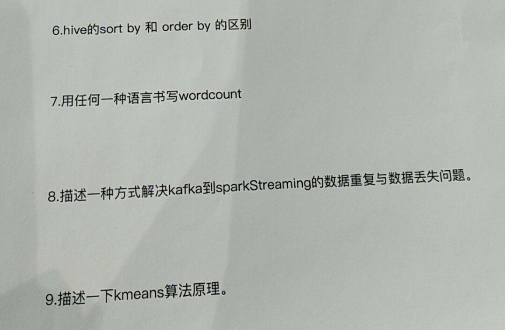 6.hive的sort by 和 order by 的区别
7.用任何一种语言书写wordcount
8.描述一种方式解决kafka到sparkStreaming的数据重复与数据丢失问题。
9.描述一下kmeans算法原理。